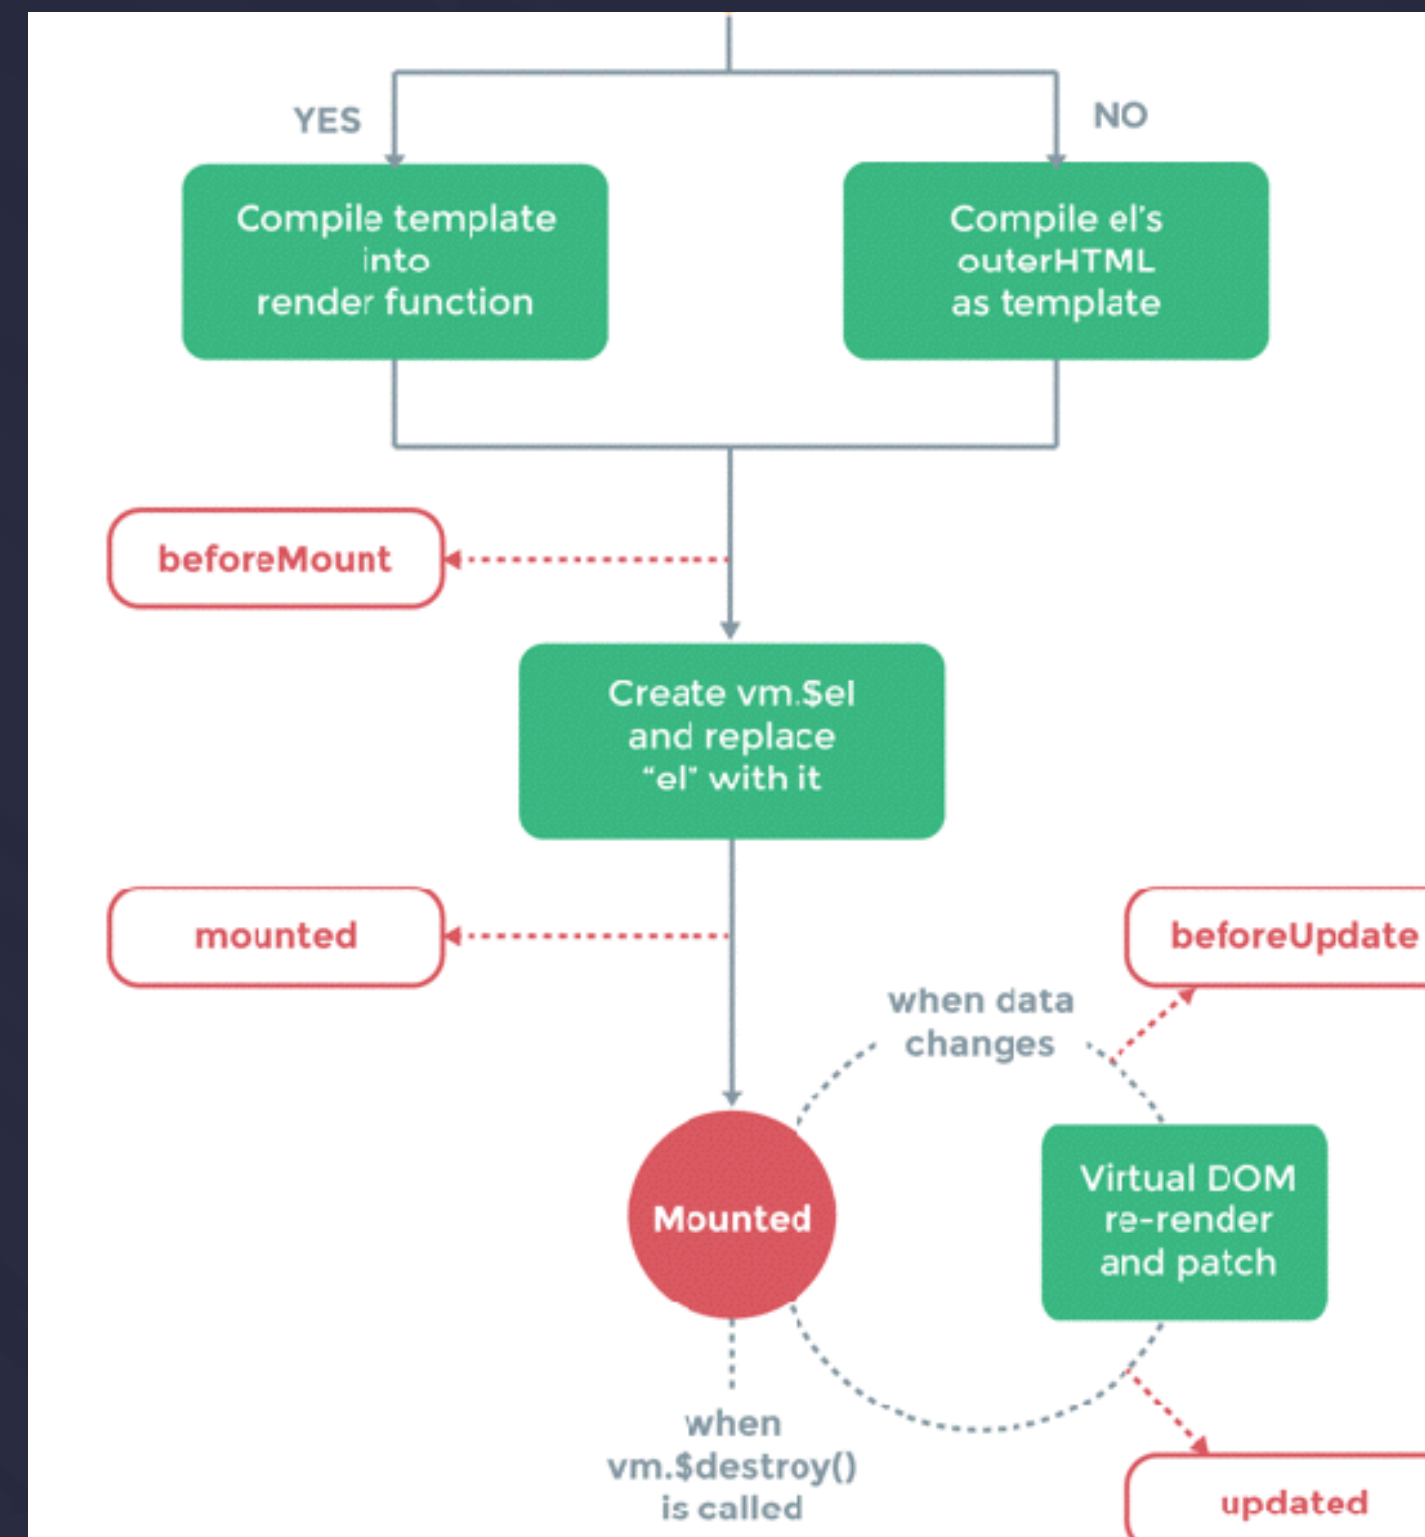 YES
NO
Compile template
into
render function
Compile el's
outerHTML
as template
beforeMount
Create vm.$el
and replace
“el” with it
mounted
beforeUpdate
when data
changes
Mounted
Virtual DOM
re-render
and patch
when
vm.$destroy()
is called
updated